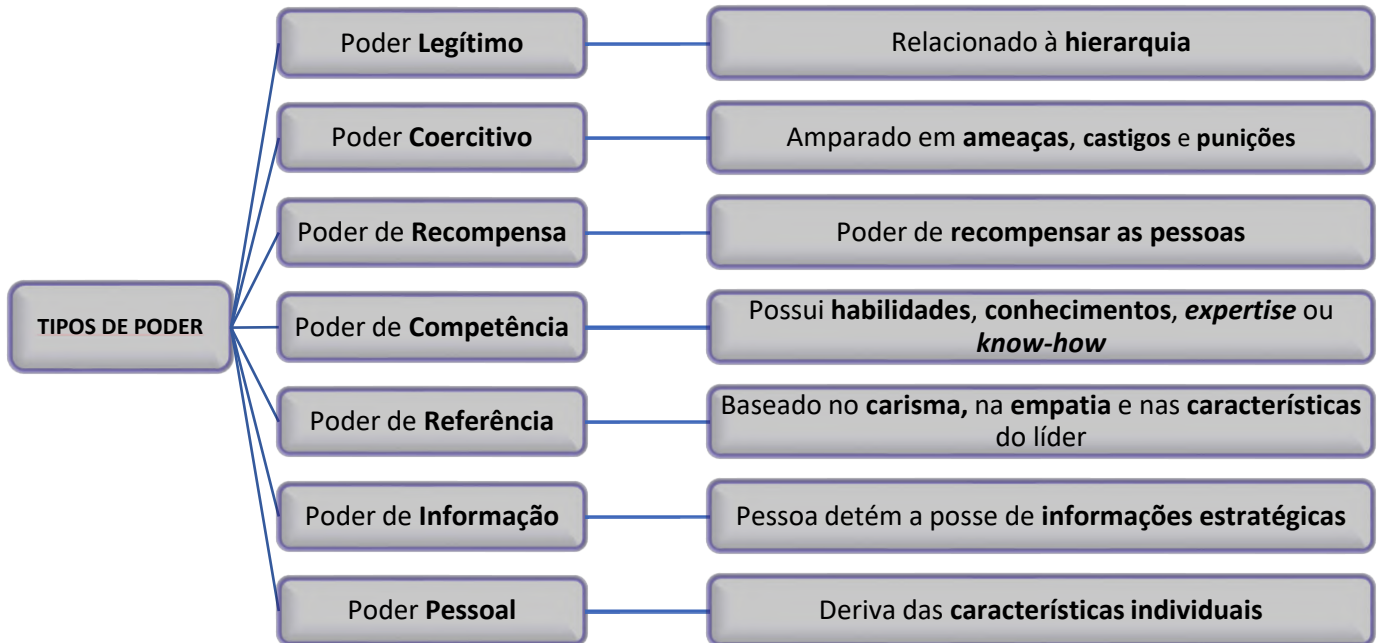 Poder Legítimo
Relacionado à hierarquia
Poder Coercitivo
Amparado em ameaças, castigos e punições
Poder de Recompensa
Poder de recompensar as pessoas
TIPOS DE PODER
Poder de Competência
Possui habilidades, conhecimentos, expertise ou
know-how
Poder de Referência
Baseado no carisma, na empatia e nas características
do líder
Poder de Informação
Pessoa detém a posse de informações estratégicas
Poder Pessoal
Deriva das características individuais